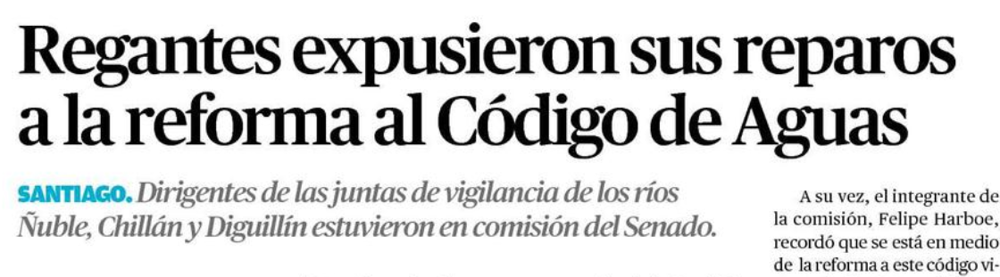 Regantes expusieron sus reparos
a la reforma al Código de Aguas
SANTIAGO. Dirigentes de las juntas de vigilancia de los ríos
Ñuble, Chillán y Diguillín estuvieron en comisión del Senado.
A su vez, el integrante de
la comisión, Felipe Harboe,
recordó que se está en medio
de la reforma a este código vi-